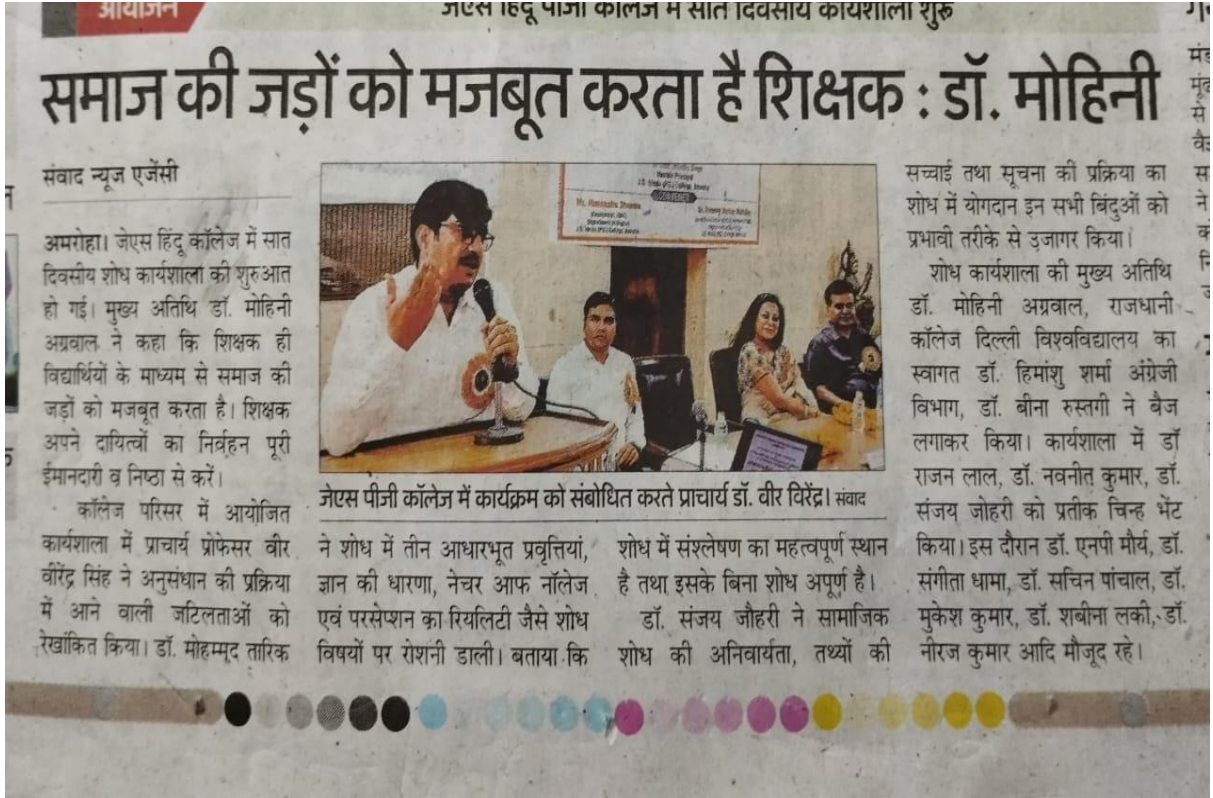 आयोजन
जेएस हिंदू पीजी कॉलेज में सात दिवसीय कार्यशाला शुरू
समाज की जड़ों को मजबूत करता है शिक्षक : डॉ. मोहिनी
संवाद न्यूज एजेंसी
अमरोहा। जेएस हिंदू कॉलेज में सात
दिवसीय शोध कार्यशाला की शुरुआत
हो गई। मुख्य अतिथि डॉ. मोहिनी
अग्रवाल ने कहा कि शिक्षक ही
विद्यार्थियों के माध्यम से समाज की
जड़ों को मजबूत करता है। शिक्षक
अपने दायित्वों का निर्वहन पूरी
ईमानदारी व निष्ठा से करें।
कॉलेज परिसर में आयोजित
कार्यशाला में प्राचार्य प्रोफेसर वीर
वीरेंद्र सिंह ने अनुसंधान की प्रक्रिया
में आने वाली जटिलताओं को
रेखांकित किया। डॉ. मोहम्मद तारिक
जेएस पीजी कॉलेज में कार्यक्रम को संबोधित करते प्राचार्य डॉ. वीर विरेंद्र। संवाद
ने शोध में तीन आधारभूत प्रवृत्तियां,
ज्ञान की धारणा, नेचर आफ नॉलेज
एवं परसेप्शन का रियलिटी जैसे शोध
विषयों पर रोशनी डाली। बताया कि
शोध में संश्लेषण का महत्वपूर्ण स्थान
है तथा इसके बिना शोध अपूर्ण है।
डॉ. संजय जौहरी ने सामाजिक
शोध की अनिवार्यता, तथ्यों की
सच्चाई तथा सूचना की प्रक्रिया का
शोध में योगदान इन सभी बिंदुओं को
प्रभावी तरीके से उजागर किया।
शोध कार्यशाला की मुख्य अतिथि
डॉ. मोहिनी अग्रवाल, राजधानी
कॉलेज दिल्ली विश्वविद्यालय का
स्वागत डॉ. हिमांशु शर्मा अंग्रेजी
विभाग, डॉ. बीना रुस्तगी ने बैज
लगाकर किया। कार्यशाला में डॉ
राजन लाल, डॉ. नवनीत कुमार, डॉ.
संजय जोहरी को प्रतीक चिन्ह भेंट
किया। इस दौरान डॉ. एनपी मौर्य, डॉ.
संगीता धामा, डॉ. सचिन पांचाल, डॉ.
मुकेश कुमार, डॉ. शबीना लकी, डॉ.
नीरज कुमार आदि मौजूद रहे।